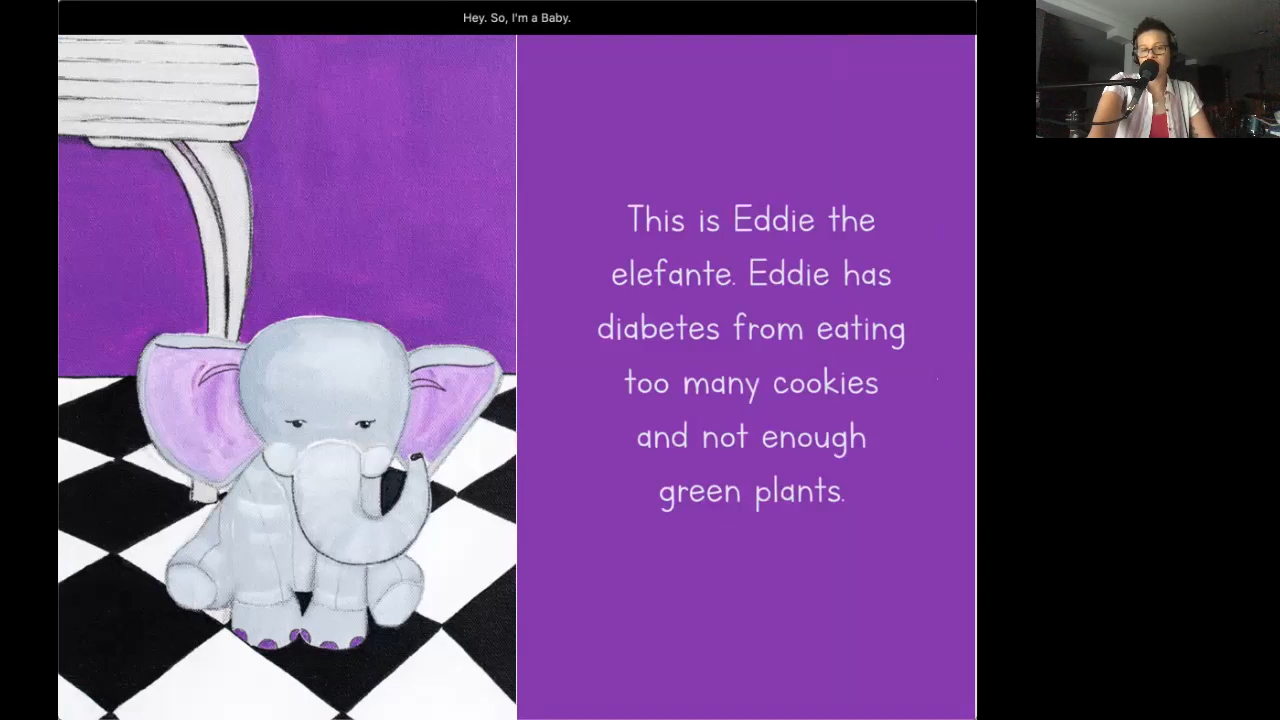 Hey. So, I'm a Baby.
This is Eddie the
elefante. Eddie has
diabetes from eating
too many cookies
and not enough
green plants.